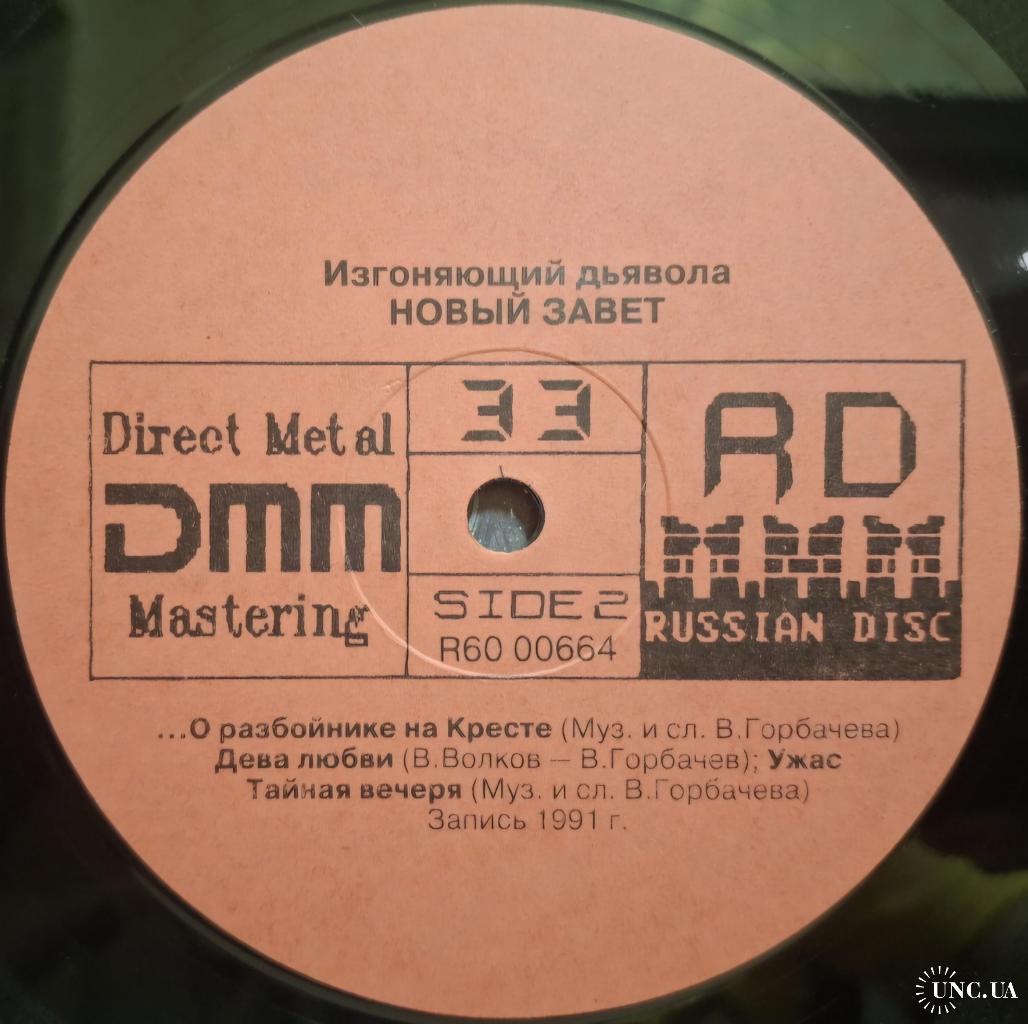 Изгоняющий дьявола
НОВЫЙ ЗАВЕТ
Direct Metal
DMM
Mastering
33
SIDE 2
R60 00664
RD
RUSSIAN DISC
...О разбойнике на Кресте (Муз. и сл. В.Горбачева)
Дева любви (В.Волков — В.Горбачев); Ужас
Тайная вечеря (Муз. и сл. В.Горбачева)
Запись 1991 г.
UNC.UA